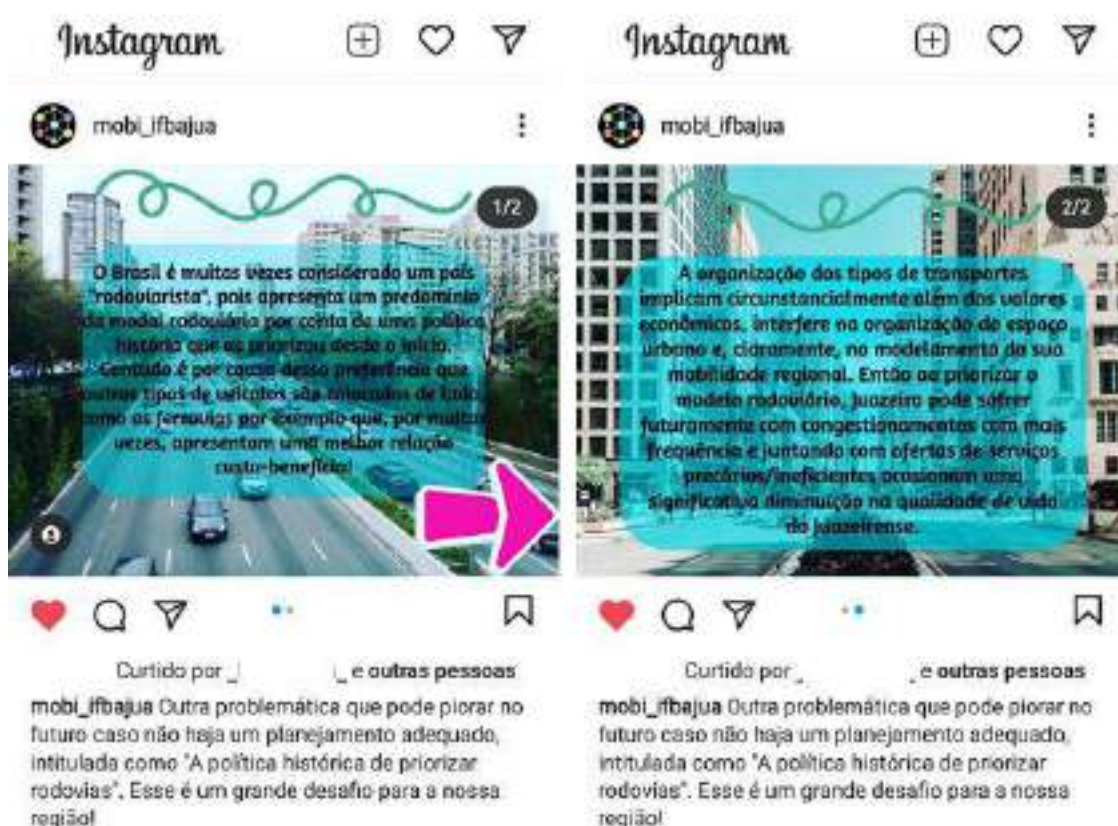 Instagram
mobi_ifbajua
1/2
O Brasil é muitas vezes considerado um país
"rodoviarista", pois apresenta um predomínio
da modal rodoviário por conta de uma política
história que as priorizou desde o início.
Contudo é por causa dessa preferência que
outros tipos de veículos são de lado,
como as ferrovias por exemplo que, por muitas
vezes, apresentam uma melhor relação
custo-benefício!
Curtido por e outras pessoas
mobi_ifbajua Outra problemática que pode piorar no
futuro caso não haja um planejamento adequado,
intitulada como "A política histórica de priorizar
rodovias". Esse é um grande desafio para a nossa
região!
Instagram
mobi_ifbajua
2/2
A organização dos tipos de transportes
implicam circunstancialmente além dos valores
econômicos, interfere na organização do espaço
urbano e, claramente, no modelamento da sua
mobilidade regional. Então ao priorizar o
modelo rodoviário, Juazeiro pode sofrer
futuramente com congestionamentos com mais
frequência e juntando com ofertas de serviços
precários/ineficientes ocasionam uma
significativa diminuição na qualidade de vida
do juazeirense.
Curtido por e outras pessoas
mobi_ifbajua Outra problemática que pode piorar no
futuro caso não haja um planejamento adequado,
intitulada como "A política histórica de priorizar
rodovias". Esse é um grande desafio para a nossa
região!